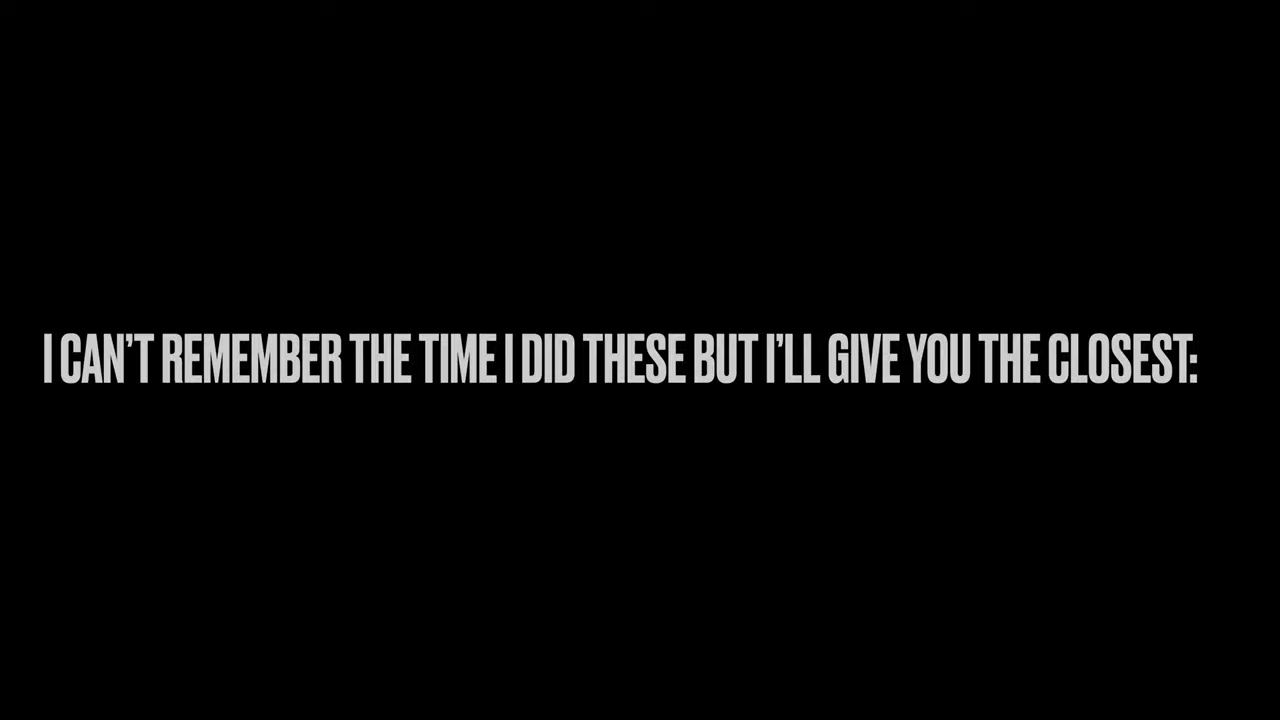 I CAN’T REMEMBER THE TIME I DID THESE BUT I’LL GIVE YOU THE CLOSEST: